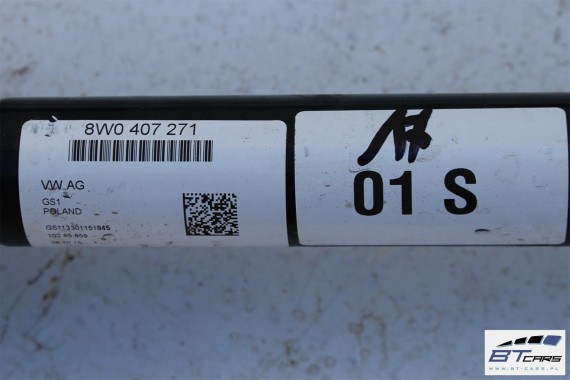 8W0 407 271
VW AG
GS1
POLAND
GS113301151845
01 S
BTCARS
WWW.BT-CARS.PL